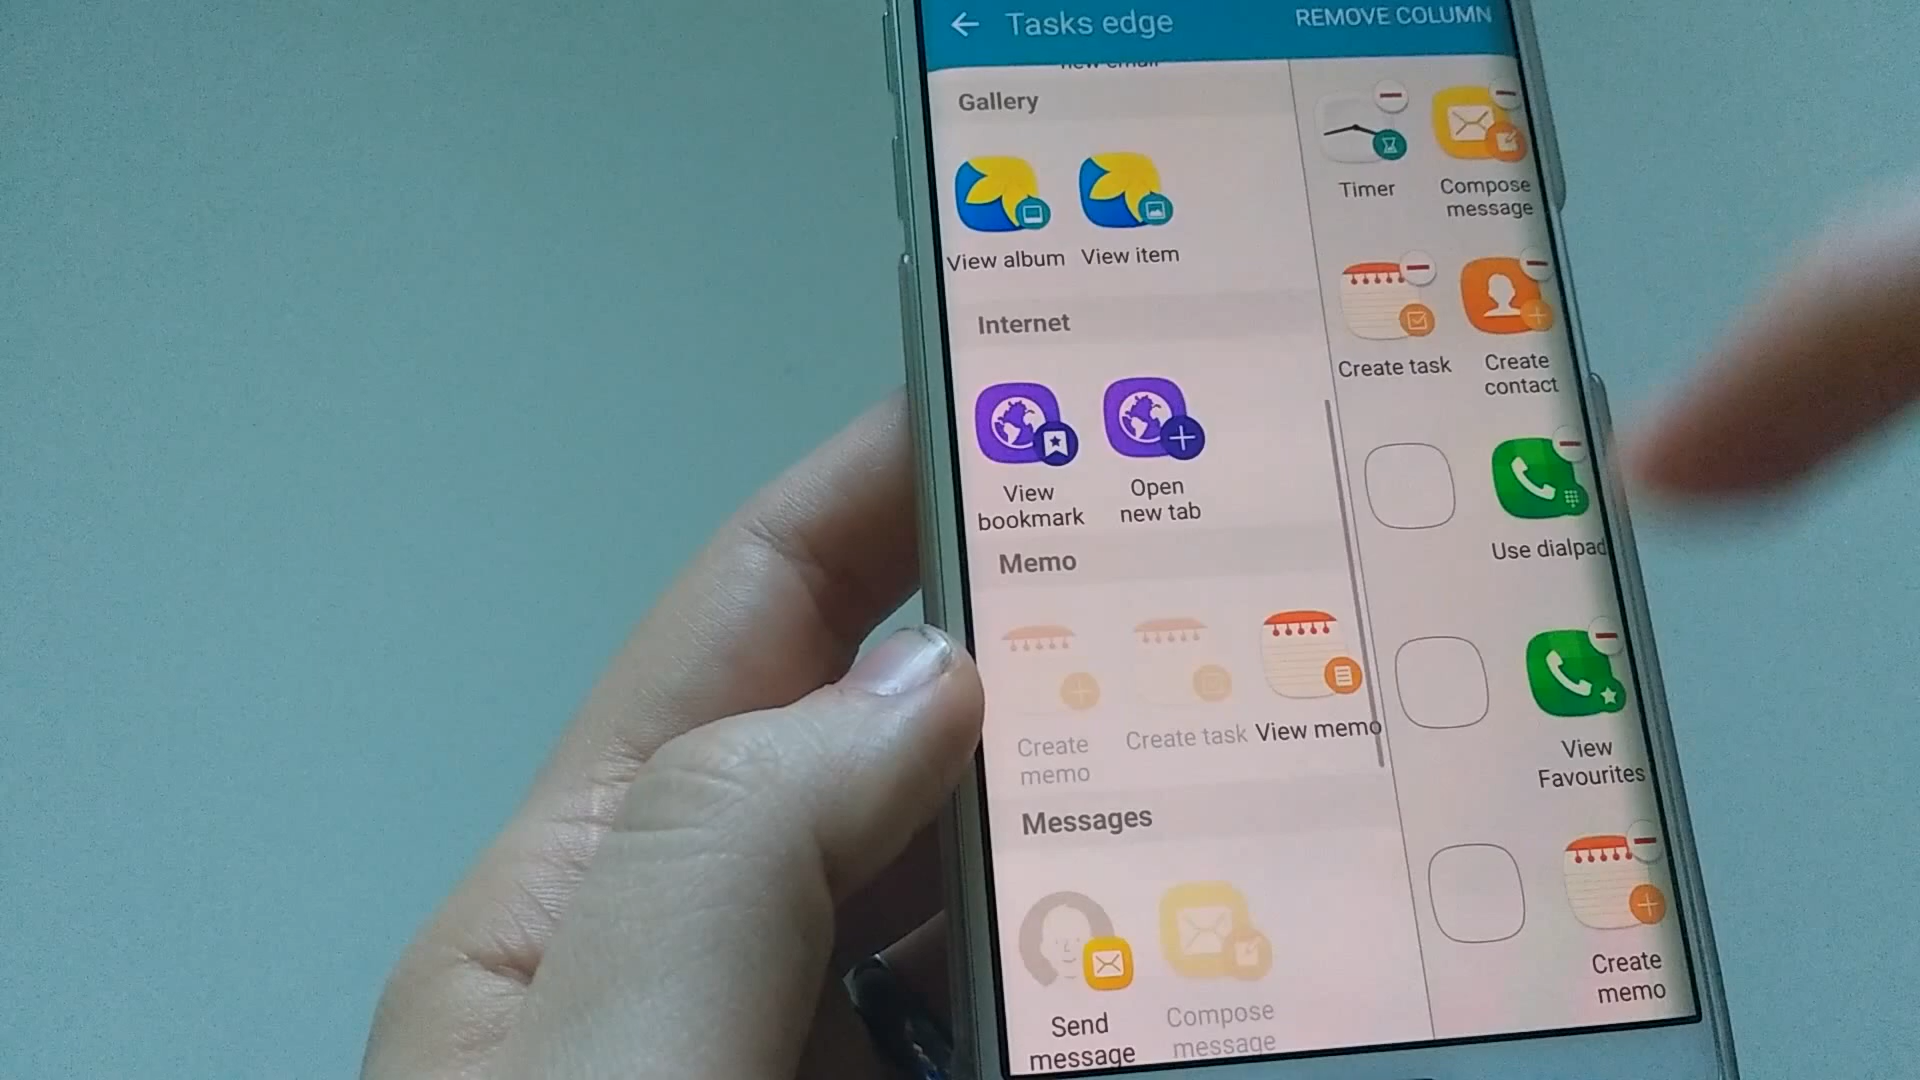 Tasks edge
REMOVE COLUMN
new email
Gallery
View album
View item
Internet
View
bookmark
Open
new tab
Memo
Create
memo
Create task
View memo
Messages
Send
message
Compose
message
Timer
Compose
message
Create task
Create
contact
Use dialpad
View
Favourites
Create
memo